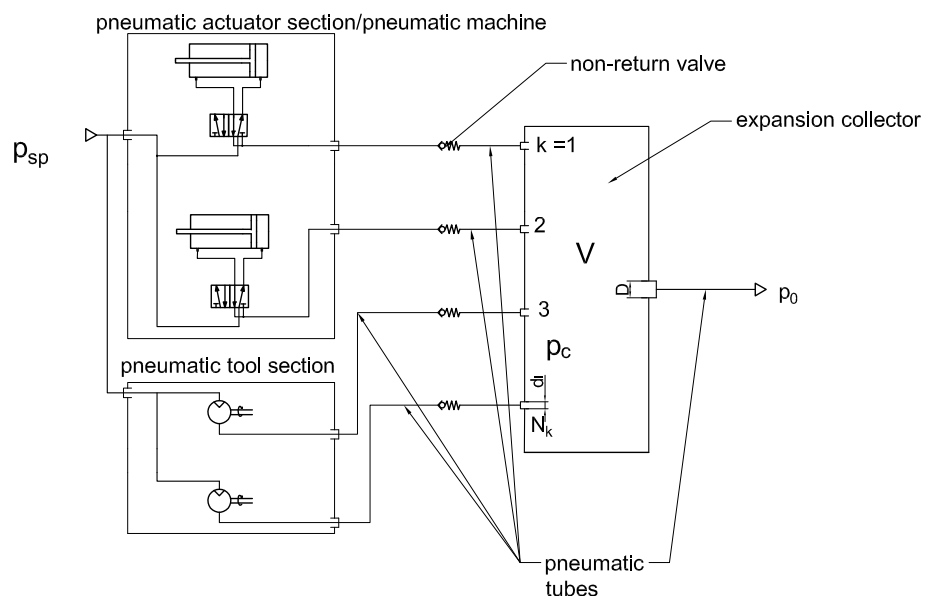 pneumatic actuator section/pneumatic machine
non-return valve
expansion collector
p_sp
k =1
2
V
D
p_0
3
p_c
pneumatic tool section
d_l
N_k
pneumatic
tubes